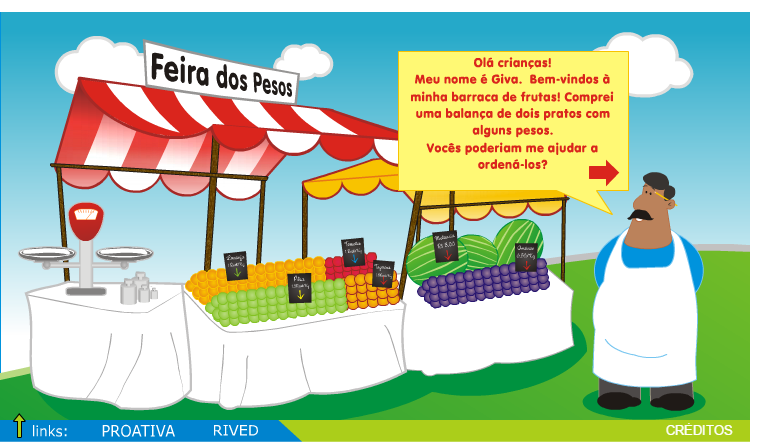 Feira dos Pesos
Olá crianças!
Meu nome é Giva. Bem-vindos à
minha barraca de frutas! Comprei
uma balança de dois pratos com
alguns pesos.
Vocês poderiam me ajudar a
ordená-los?
links:
PROATIVA
RIVED
CRÉDITOS